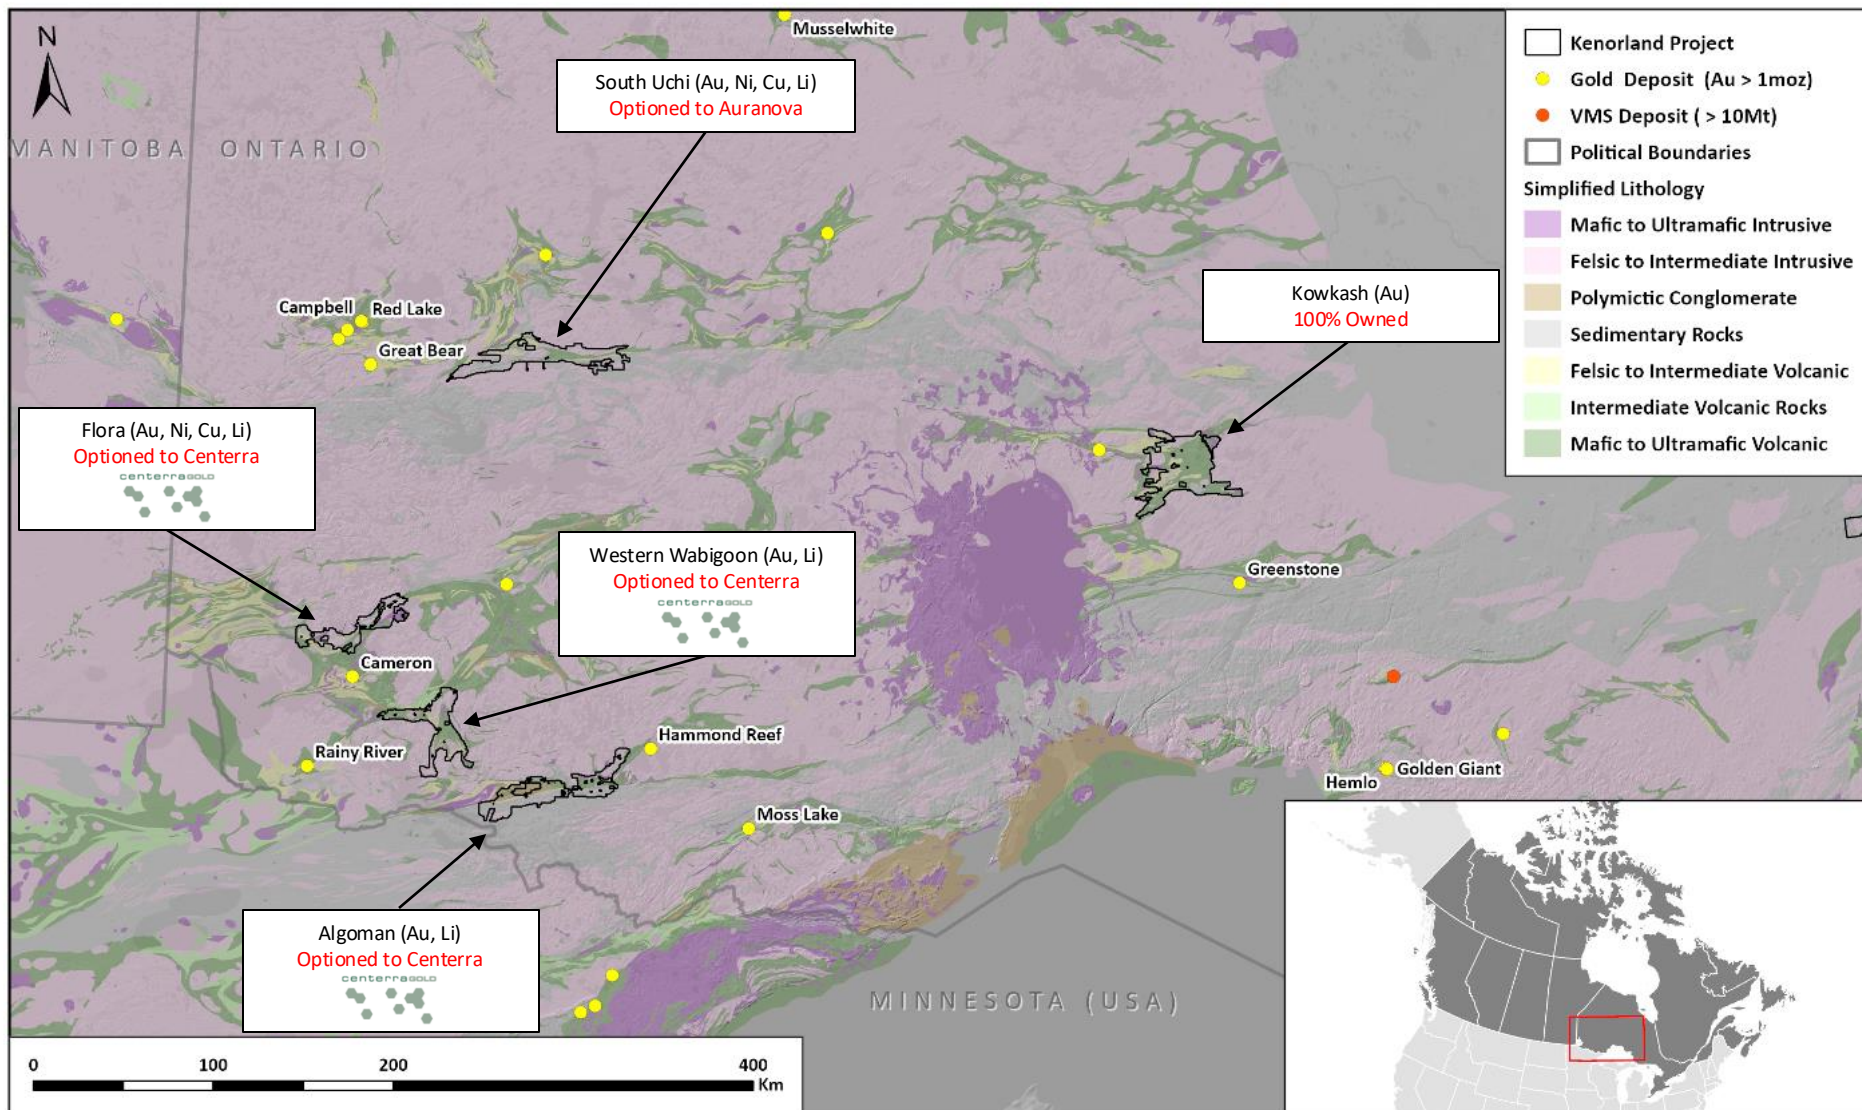 N
Musselwhite
South Uchi (Au, Ni, Cu, Li)
Optioned to Auranova
MANITOBA
ONTARIO
Campbell
Red Lake
Great Bear
Kowkash (Au)
100% Owned
Flora (Au, Ni, Cu, Li)
Optioned to Centerra
centerraGOLD
Western Wabigoon (Au, Li)
Optioned to Centerra
centerraGOLD
Greenstone
Cameron
Rainy River
Hammond Reef
Moss Lake
Hemlo
Golden Giant
Algoman (Au, Li)
Optioned to Centerra
centerraGOLD
MINNESOTA (USA)
0
100
200
400
Km
Kenorland Project
Gold Deposit (Au > 1moz)
VMS Deposit ( > 10Mt)
Political Boundaries
Simplified Lithology
Mafic to Ultramafic Intrusive
Felsic to Intermediate Intrusive
Polymictic Conglomerate
Sedimentary Rocks
Felsic to Intermediate Volcanic
Intermediate Volcanic Rocks
Mafic to Ultramafic Volcanic